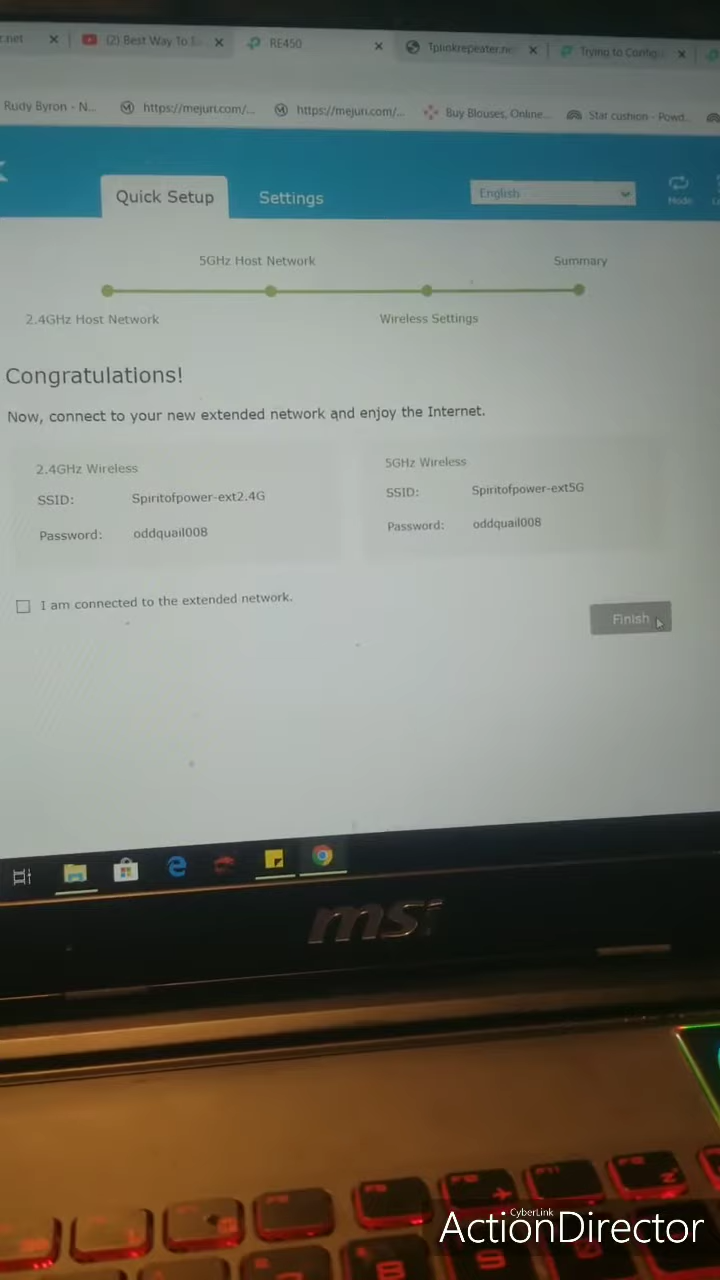 (2) Best Way To
RE450
Tplinkrepeater.ne
Trying to Config
Rudy Byron - N...
https://mejuri.com/...
https://mejuri.com/...
Buy Blouses, Online...
Star cushion - Powd...
Quick Setup
Settings
English
Mode
5GHz Host Network
Summary
2.4GHz Host Network
Wireless Settings
Congratulations!
Now, connect to your new extended network and enjoy the Internet.
2.4GHz Wireless
SSID: Spiritofpower-ext2.4G
Password: oddquail008
5GHz Wireless
SSID: Spiritofpower-ext5G
Password: oddquail008
I am connected to the extended network.
Finish
msi
F11
CyberLink
ActionDirector